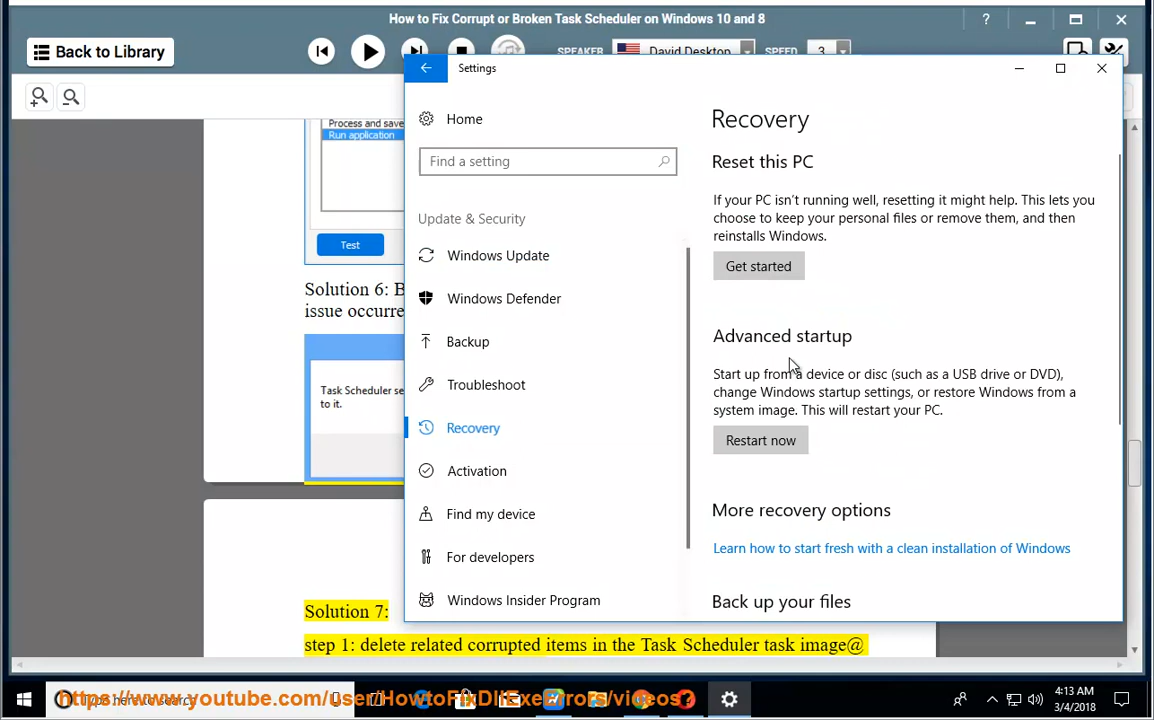 How to Fix Corrupt or Broken Task Scheduler on Windows 10 and 8
Back to Library
SPEAKER
David Desktop
SPEED
3
Process and save
Run application
Test
Solution 6: B
issue occurre
Task Scheduler se
to it.
Solution 7:
step 1: delete related corrupted items in the Task Scheduler task image@
Settings
Home
Find a setting
Update & Security
Windows Update
Windows Defender
Backup
Troubleshoot
Recovery
Activation
Find my device
For developers
Windows Insider Program
Recovery
Reset this PC
If your PC isn't running well, resetting it might help. This lets you
choose to keep your personal files or remove them, and then
reinstalls Windows.
Get started
Advanced startup
Start up from a device or disc (such as a USB drive or DVD),
change Windows startup settings, or restore Windows from a
system image. This will restart your PC.
Restart now
More recovery options
Learn how to start fresh with a clean installation of Windows
Back up your files
Type here to search
https://www.youtube.com/user/HowtoFixDllExeErrors/videos
4:13 AM
3/4/2018